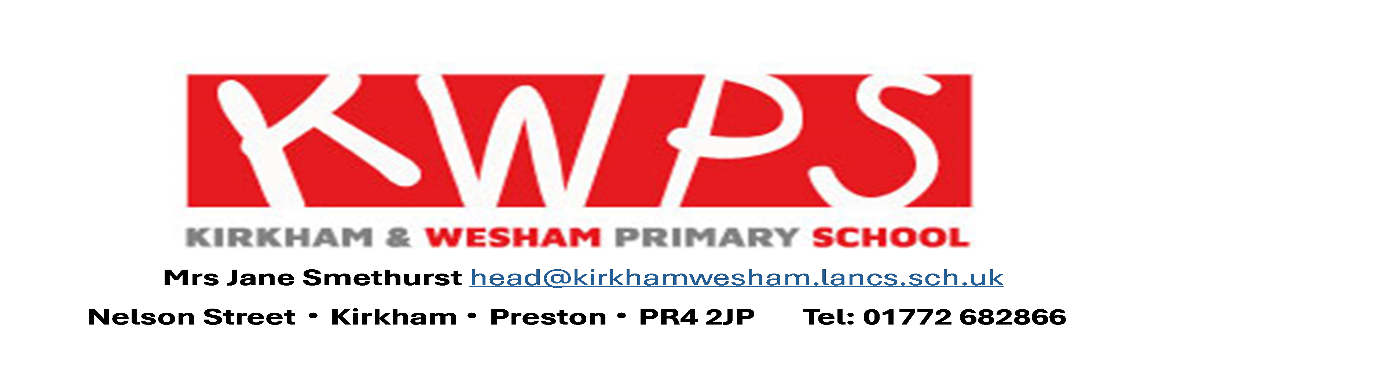 KWPS
KIRKHAM & WESHAM PRIMARY SCHOOL
Mrs Jane Smethurst head@kirkhamwesham.lancs.sch.uk
Nelson Street • Kirkham • Preston • PR4 2JP Tel: 01772 682866